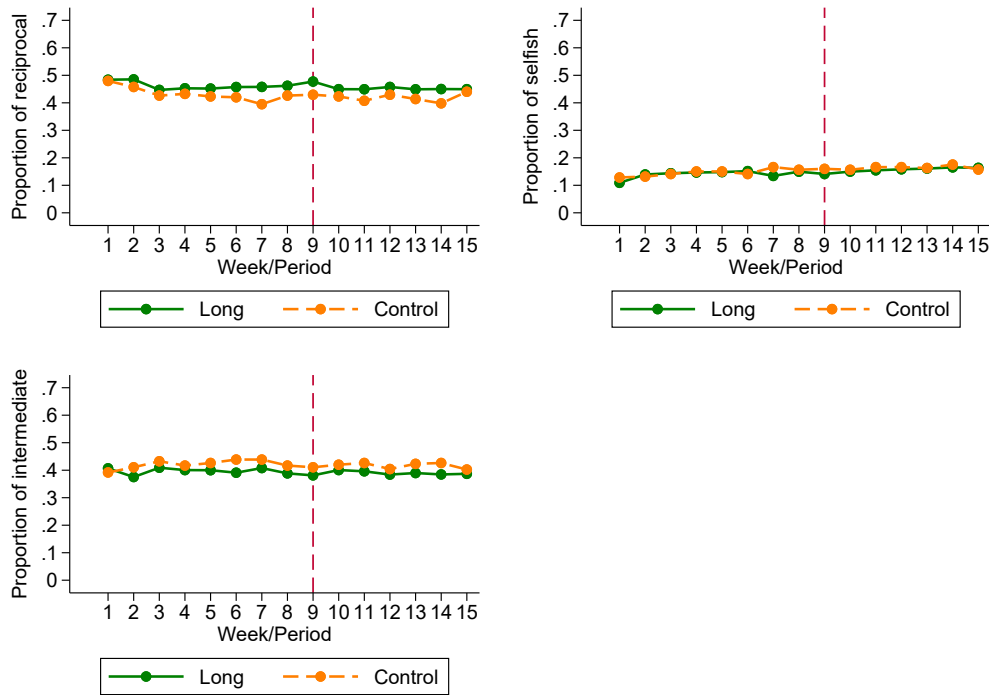 Proportion of reciprocal
.7
.6
.5
.4
.3
.2
.1
0
1 2 3 4 5 6 7 8 9 10 11 12 13 14 15
Week/Period
Long Control
Proportion of selfish
.7
.6
.5
.4
.3
.2
.1
0
1 2 3 4 5 6 7 8 9 10 11 12 13 14 15
Week/Period
Long Control
Proportion of intermediate
.7
.6
.5
.4
.3
.2
.1
0
1 2 3 4 5 6 7 8 9 10 11 12 13 14 15
Week/Period
Long Control